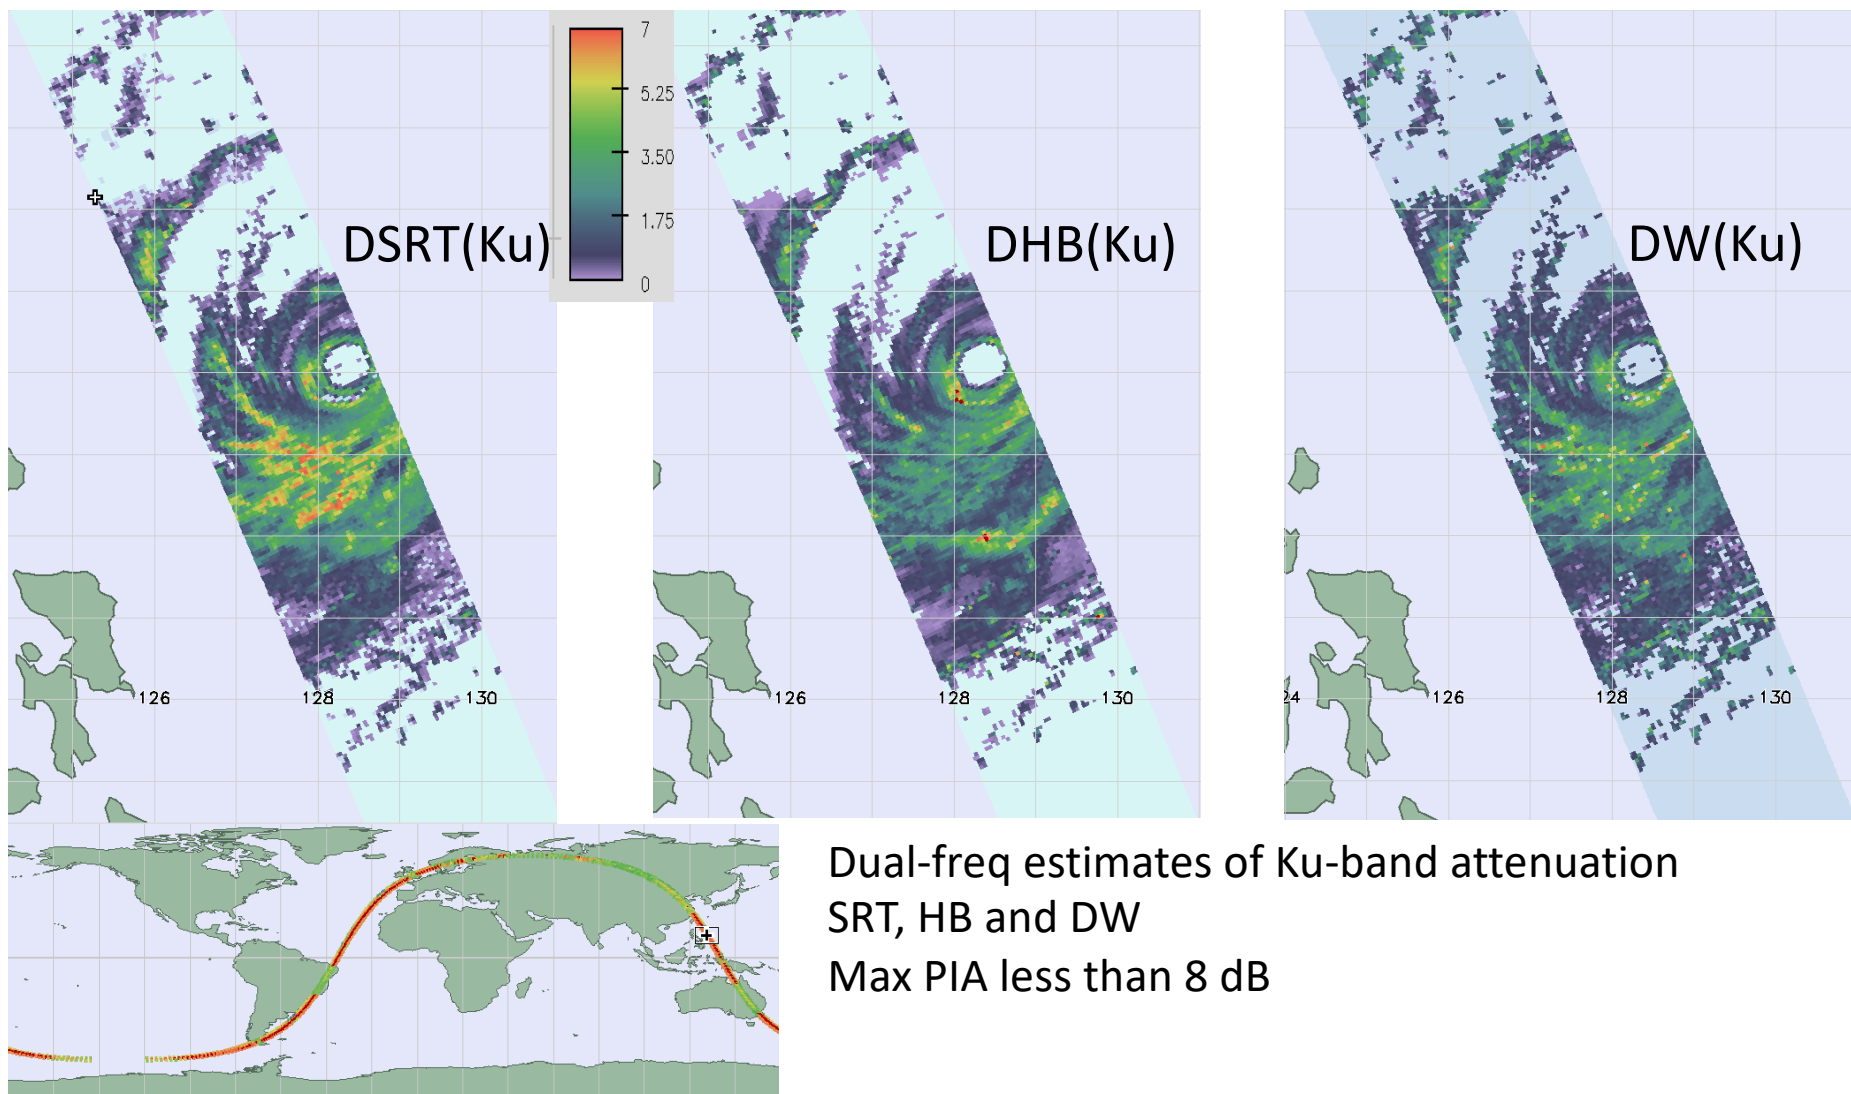 7
5.25
3.50
1.75
0
DSRT(Ku)
DHB(Ku)
DW(Ku)
126
128
130
126
128
130
24
126
128
130
Dual-freq estimates of Ku-band attenuation
SRT, HB and DW
Max PIA less than 8 dB